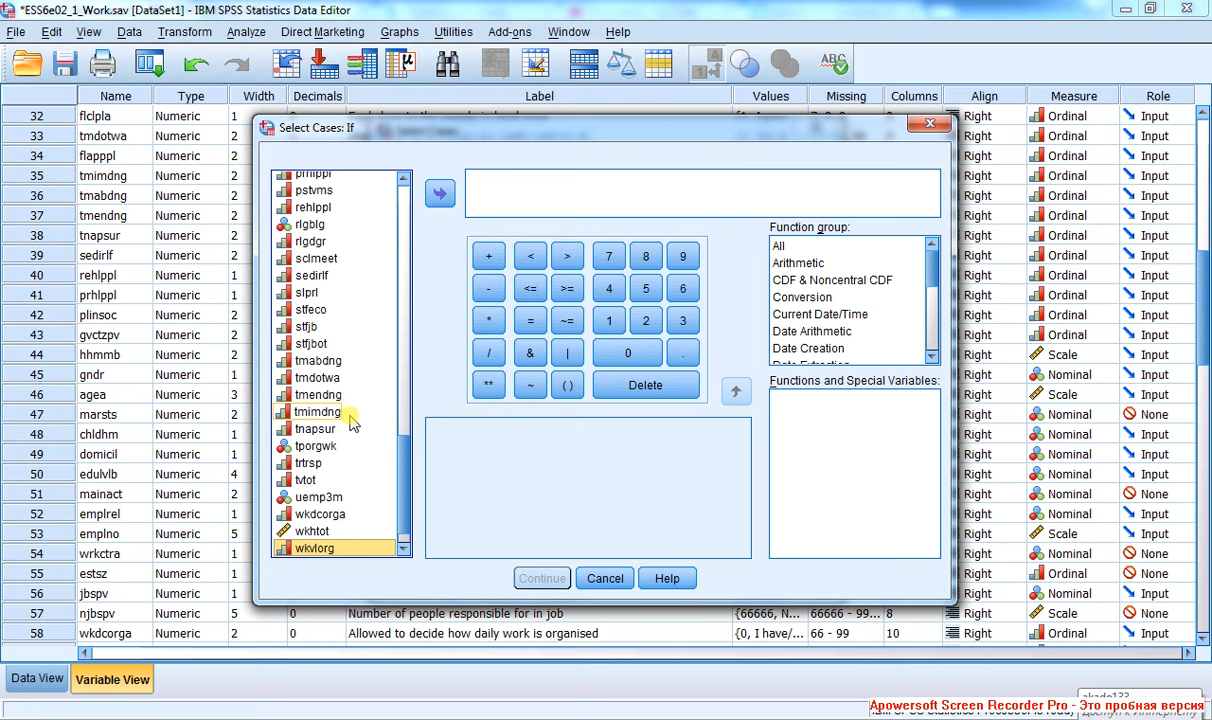 *ESS6e02_1_Work.sav [DataSet1] - IBM SPSS Statistics Data Editor
File Edit View Data Transform Analyze Direct Marketing Graphs Utilities Add-ons Window Help
Name Type Width Decimals Label Values Missing Columns Align Measure Role
32 flclpla Numeric 1 Right Ordinal Input
33 tmdotwa Numeric 2 Right Ordinal Input
34 flapppl Numeric 2 Right Ordinal Input
35 tmimdng Numeric 2 Right Ordinal Input
36 tmabdng Numeric 2 Right Ordinal Input
37 tmendng Numeric 2 Right Ordinal Input
38 tnapsur Numeric 2 Right Ordinal Input
39 sedirlf Numeric 2 Right Ordinal Input
40 rehlppl Numeric 2 Right Ordinal Input
41 prhlppl Numeric 2 Right Ordinal Input
42 plinsoc Numeric 2 Right Ordinal Input
43 gvctzpv Numeric 2 Right Ordinal Input
44 hhmmb Numeric 2 Right Scale Input
45 gndr Numeric 1 Right Nominal Input
46 agea Numeric 3 Right Scale Input
47 marsts Numeric 2 Right Nominal None
48 chldhm Numeric 1 Right Nominal Input
49 domicil Numeric 1 Right Nominal Input
50 edulvlb Numeric 4 Right Nominal Input
51 mainact Numeric 2 Right Nominal None
52 emplrel Numeric 1 Right Nominal Input
53 emplno Numeric 5 Right Scale Input
54 wrkctra Numeric 1 Right Nominal None
55 estsz Numeric 1 Right Ordinal None
56 jbspv Numeric 1 Right Nominal Input
57 njbspv Numeric 5 0 Number of people responsible for in job {66666, N... 66666 - 99... 8 Right Scale None
58 wkdcorga Numeric 2 0 Allowed to decide how daily work is organised {0, I have/... 66 - 99 10 Right Ordinal Input
Select Cases: If
prhlppl
pstvms
rehlppl
rlgblg
rlgdgr
sclmeet
sedirlf
slprl
stfeco
stfjb
stfjbot
tmabdng
tmdotwa
tmendng
tmimdng
tnapsur
tporgwk
trtrsp
tvtot
uemp3m
wkdcorga
wkhtot
wkvlorg
+ < > 7 8 9
- <= >= 4 5 6
* = ~= 1 2 3
/ & | 0 .
** ~ ( ) Delete
Function group:
All
Arithmetic
CDF & Noncentral CDF
Conversion
Current Date/Time
Date Arithmetic
Date Creation
Date Extraction
Functions and Special Variables:
Continue Cancel Help
Data View Variable View
Apowersoft Screen Recorder Pro - Это пробная версия